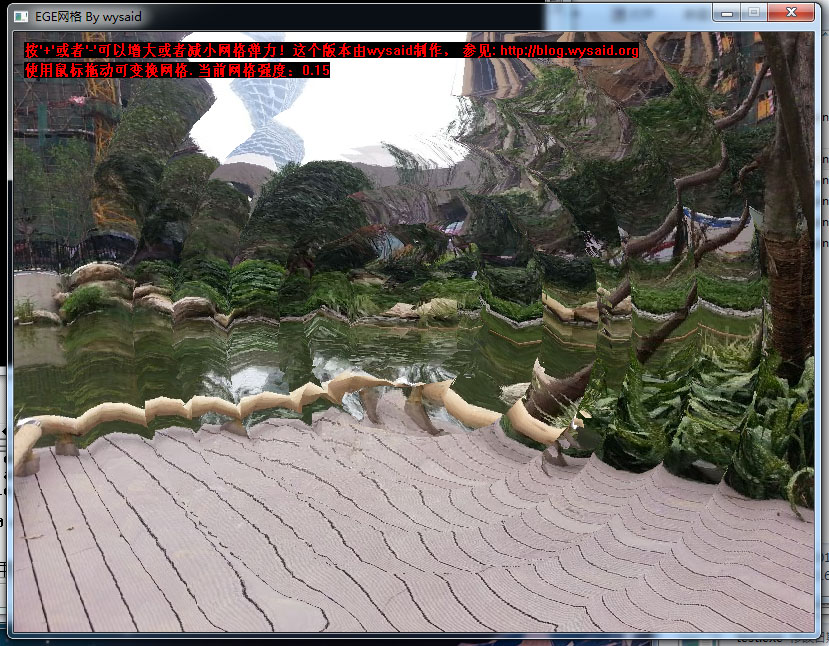 EGE网格 By wysaid
按'+'或者'-'可以增大或者减小网格弹力！这个版本由wysaid制作， 参见: http://blog.wysaid.org
使用鼠标拖动可变换网格. 当前网格强度：0.15